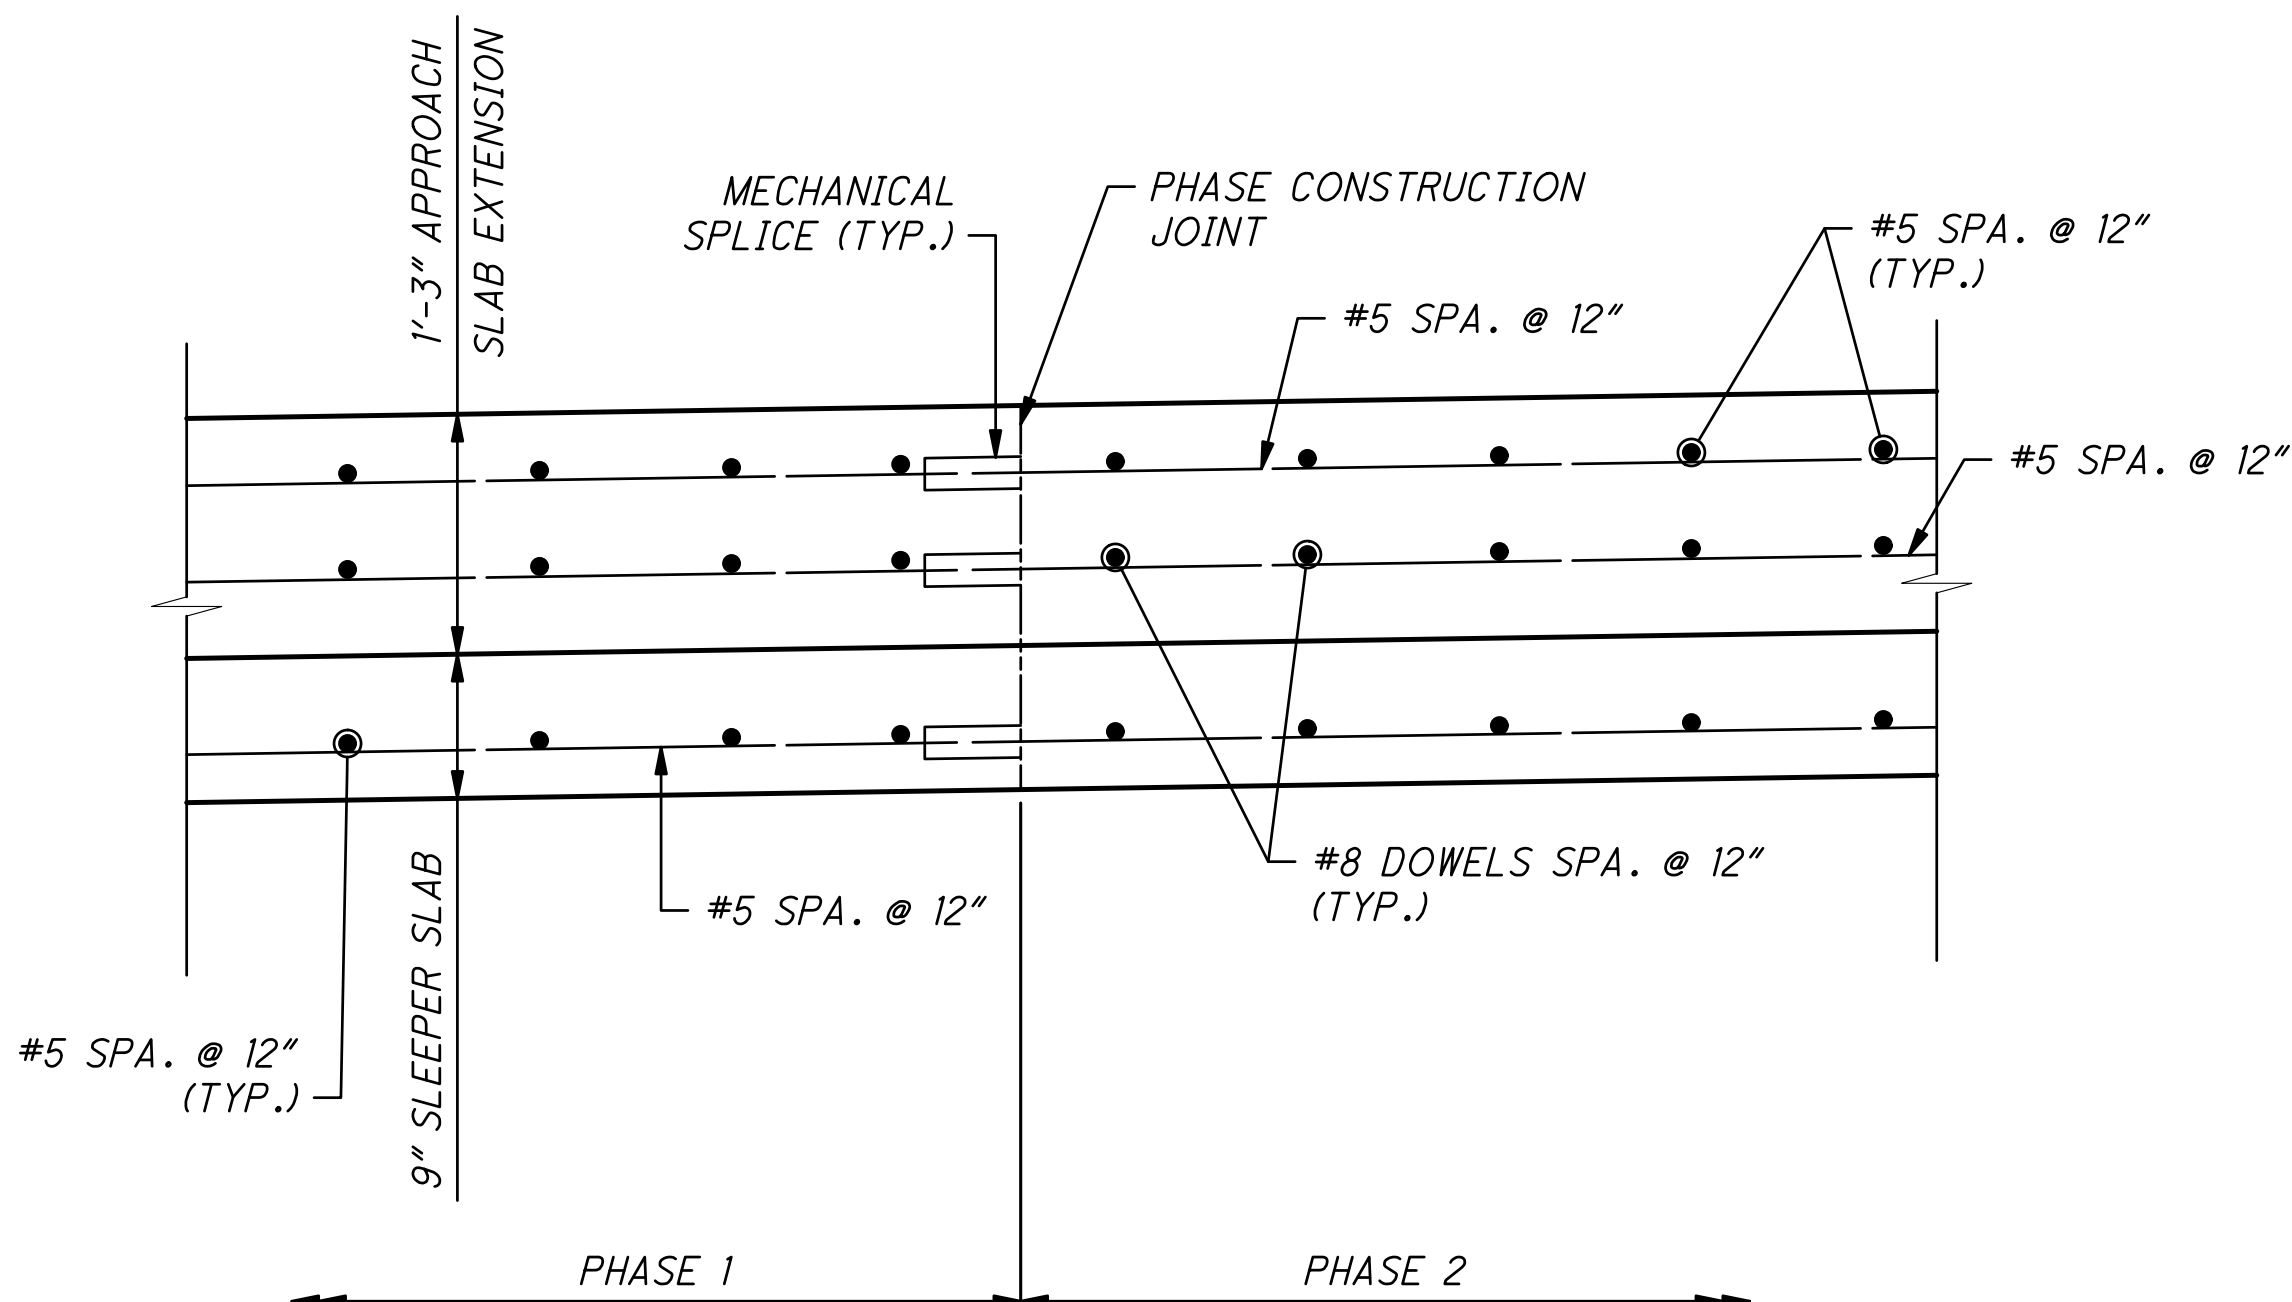 1'-3" APPROACH
SLAB EXTENSION
MECHANICAL
SPLICE (TYP.)
PHASE CONSTRUCTION
JOINT
#5 SPA. @ 12"
(TYP.)
#5 SPA. @ 12"
#5 SPA. @ 12"
#8 DOWELS SPA. @ 12"
(TYP.)
#5 SPA. @ 12"
9" SLEEPER SLAB
#5 SPA. @ 12"
(TYP.)
PHASE 1
PHASE 2